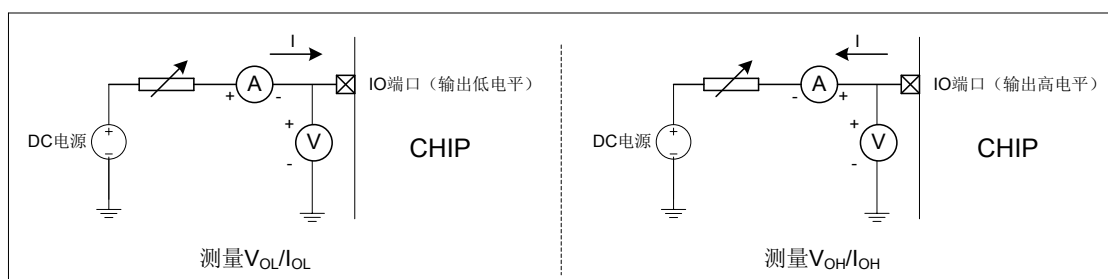 I
A
+ -
IO端口（输出低电平）
DC电源
+
-
+
V
-
CHIP
测量VOL/IOL
I
A
- +
IO端口（输出高电平）
DC电源
+
-
+
V
-
CHIP
测量VOH/IOH